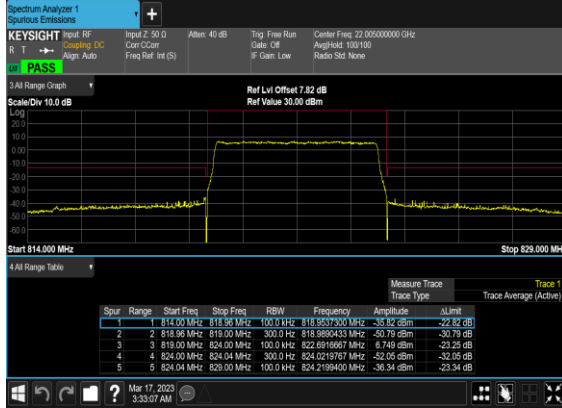 Spectrum Analyzer 1
Spurious Emissions
+
KEYSIGHT Input: RF Input Z: 50 Ω Atten: 40 dB Trig: Free Run Center Freq: 22.005000000 GHz
R T Coupling: DC Corr CCorr Gate: Off Avg|Hold: 100/100
Align: Auto Freq Ref: Int (S) IF Gain: Low Radio Std: None
PASS
3 All Range Graph
Ref Lvl Offset 7.82 dB
Scale/Div 10.0 dB Ref Value 30.00 dBm
Log
20.0
10.0
0.00
-10.0
-20.0
-30.0
-40.0
-50.0
-60.0
Start 814.000 MHz Stop 829.000 MH
4 All Range Table
Measure Trace Trace 1
Trace Type Trace Average (Active)
Spur Range Start Freq Stop Freq RBW Frequency Amplitude ΔLimit
1 1 814.00 MHz 818.96 MHz 100.0 kHz 818.9537300 MHz -35.82 dBm -22.82 dB
2 2 818.96 MHz 819.00 MHz 300.0 Hz 818.9890433 MHz -50.79 dBm -30.79 dB
3 3 819.00 MHz 824.00 MHz 100.0 kHz 822.6916667 MHz 6.749 dBm -23.25 dB
4 4 824.00 MHz 824.04 MHz 300.0 Hz 824.0219767 MHz -52.05 dBm -32.05 dB
5 5 824.04 MHz 829.00 MHz 100.0 kHz 824.2199400 MHz -36.34 dBm -23.34 dB
? Mar 17, 2023
3:33:07 AM